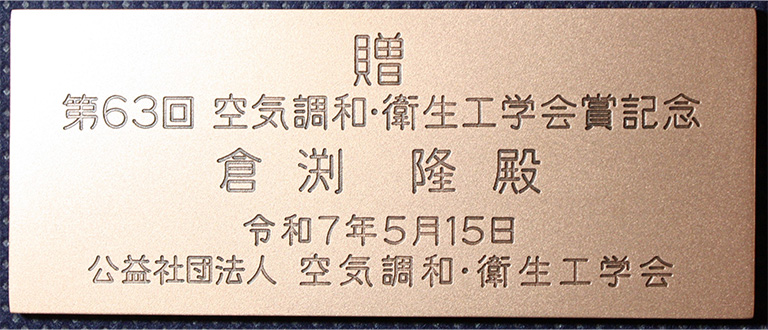 贈
第63回 空気調和・衛生工学会賞記念
倉渕 隆殿
令和7年5月15日
公益社団法人 空気調和・衛生工学会